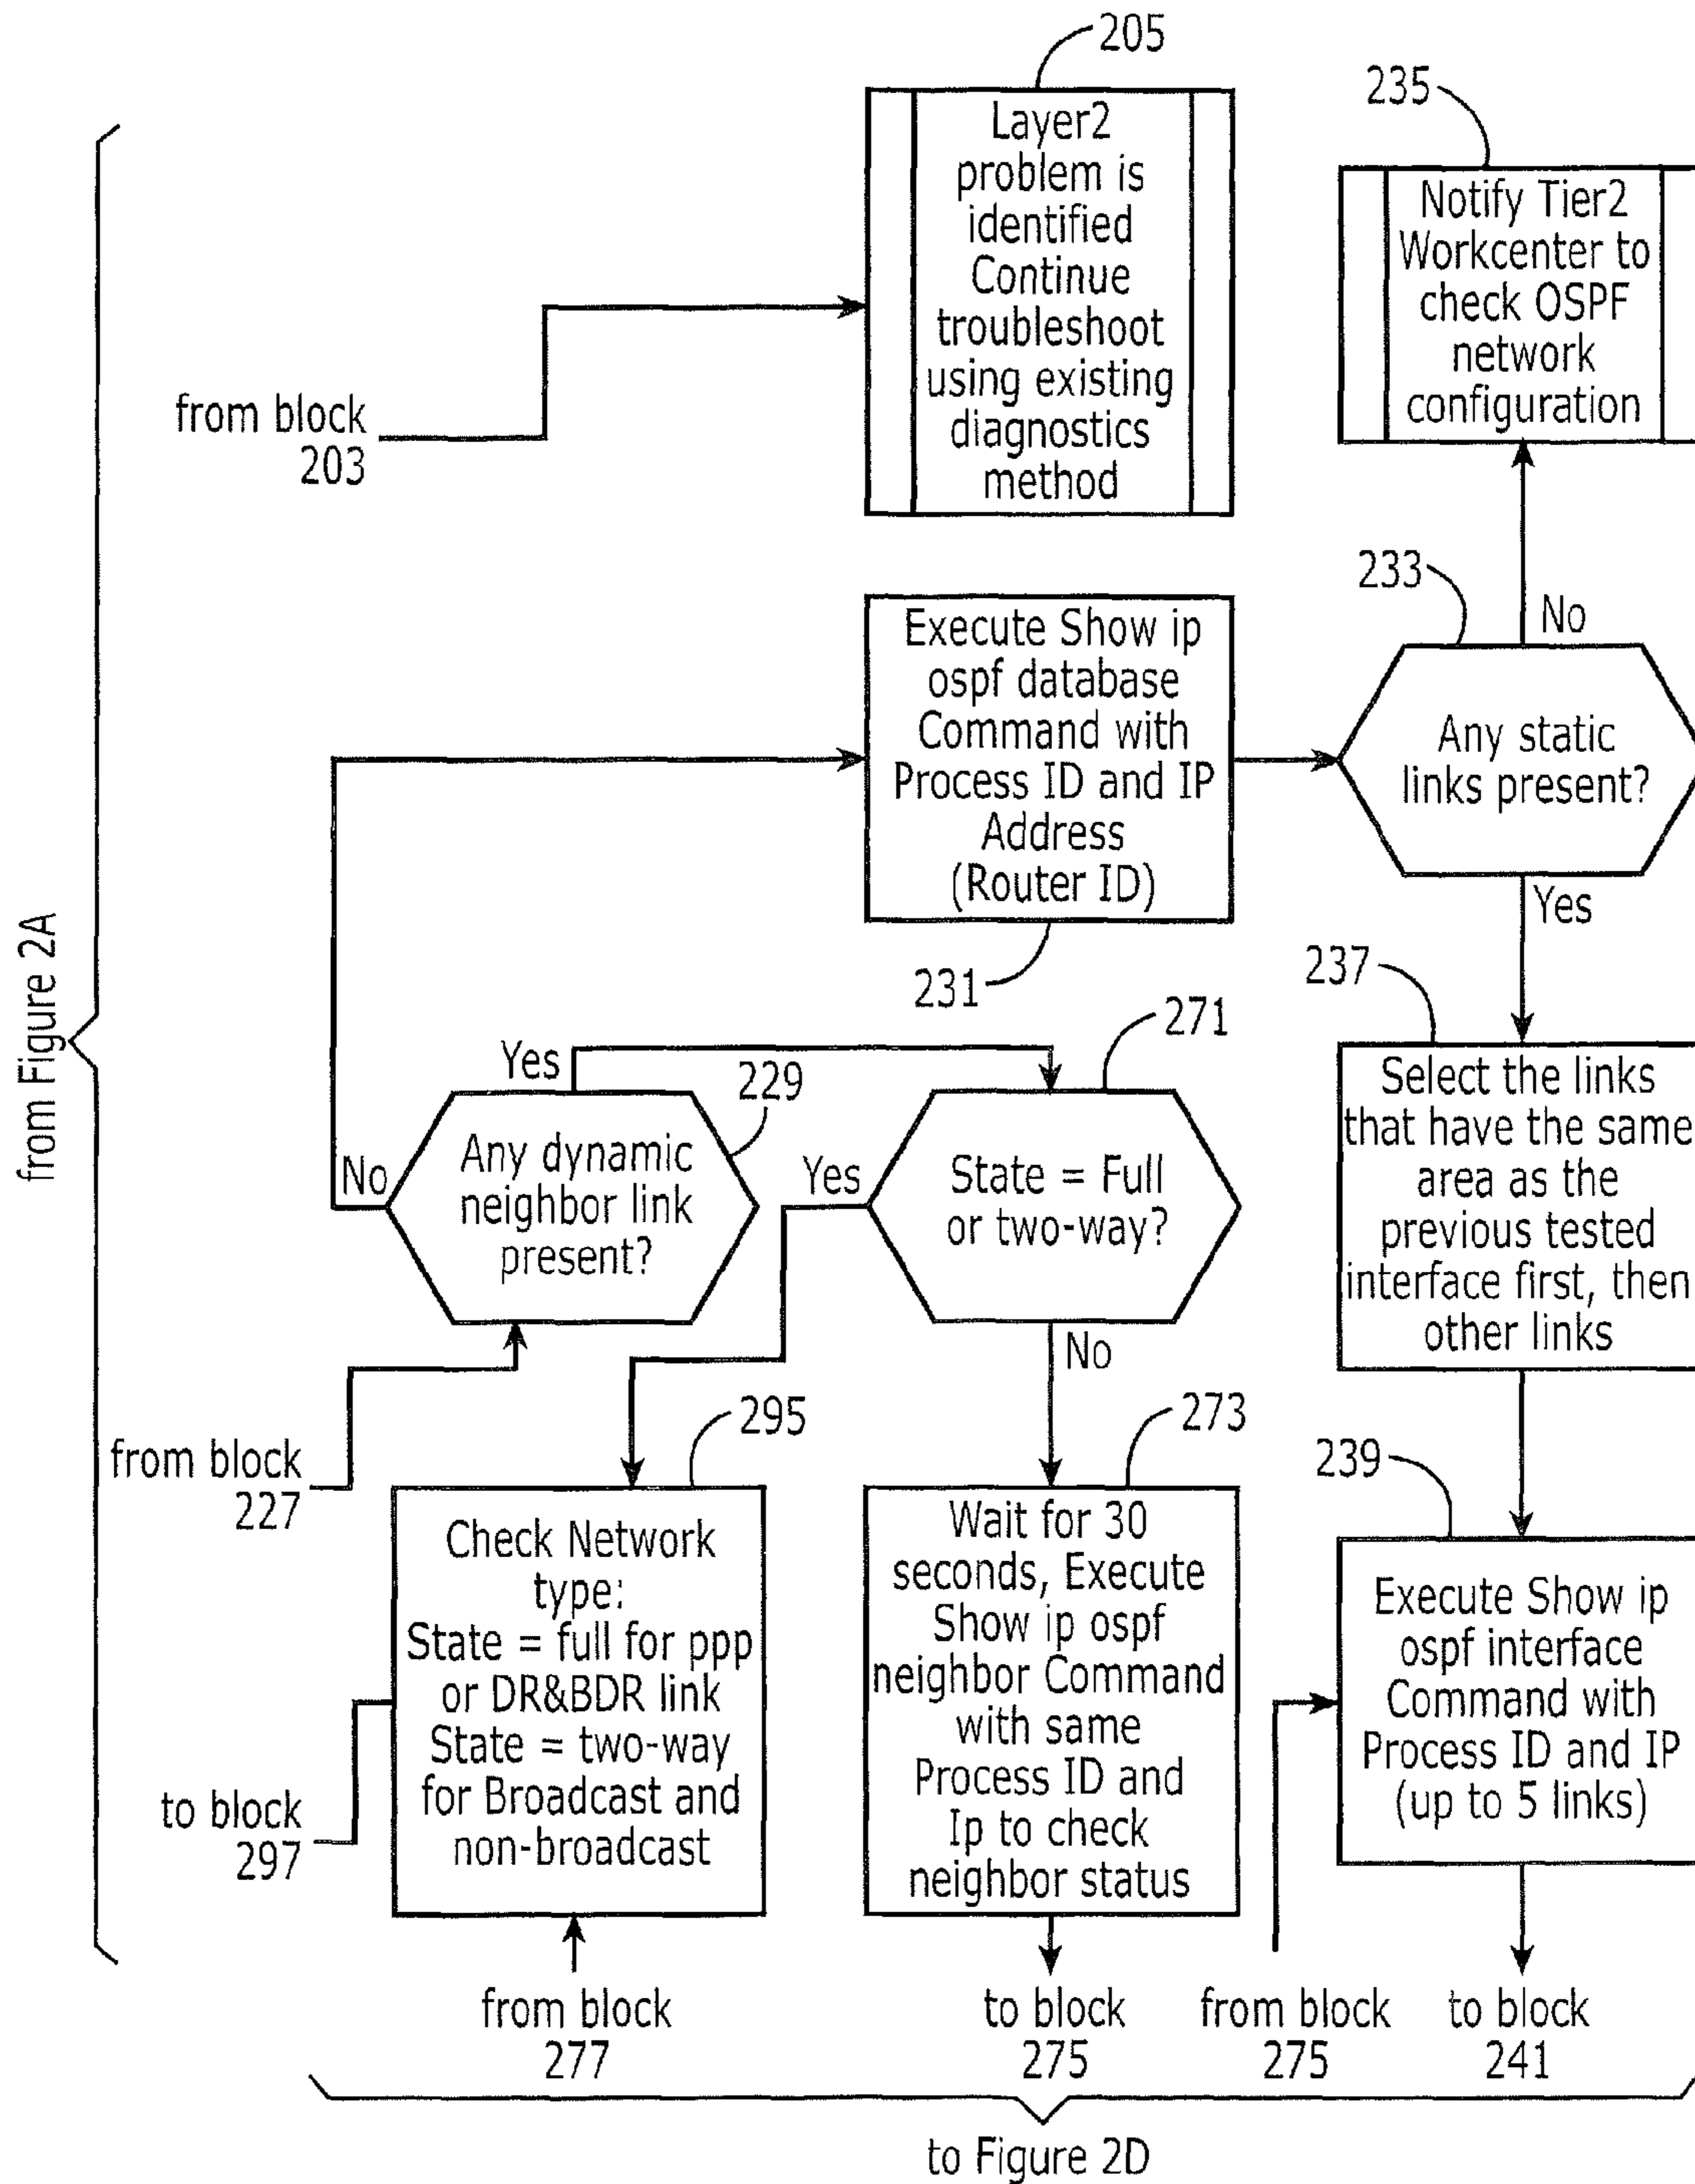 205
Layer2
problem is
identified
Continue
troubleshoot
using existing
diagnostics
method
235
Notify Tier2
Workcenter to
check OSPF
network
configuration
from block
203
from Figure 2A
233
No
Execute Show ip
ospf database
Command with
Process ID and IP
Address
(Router ID)
231
Any static
links present?
Yes
237
Select the links
that have the same
area as the
previous tested
interface first, then
other links
Yes
229
Any dynamic
neighbor link
present?
No
271
Yes
State = Full
or two-way?
No
from block
227
295
Check Network
type:
State = full for ppp
or DR&BDR link
State = two-way
for Broadcast and
non-broadcast
to block
297
273
Wait for 30
seconds, Execute
Show ip ospf
neighbor Command
with same
Process ID and
Ip to check
neighbor status
239
Execute Show ip
ospf interface
Command with
Process ID and IP
(up to 5 links)
from block
277
to block
275
from block
275
to block
241
to Figure 2D